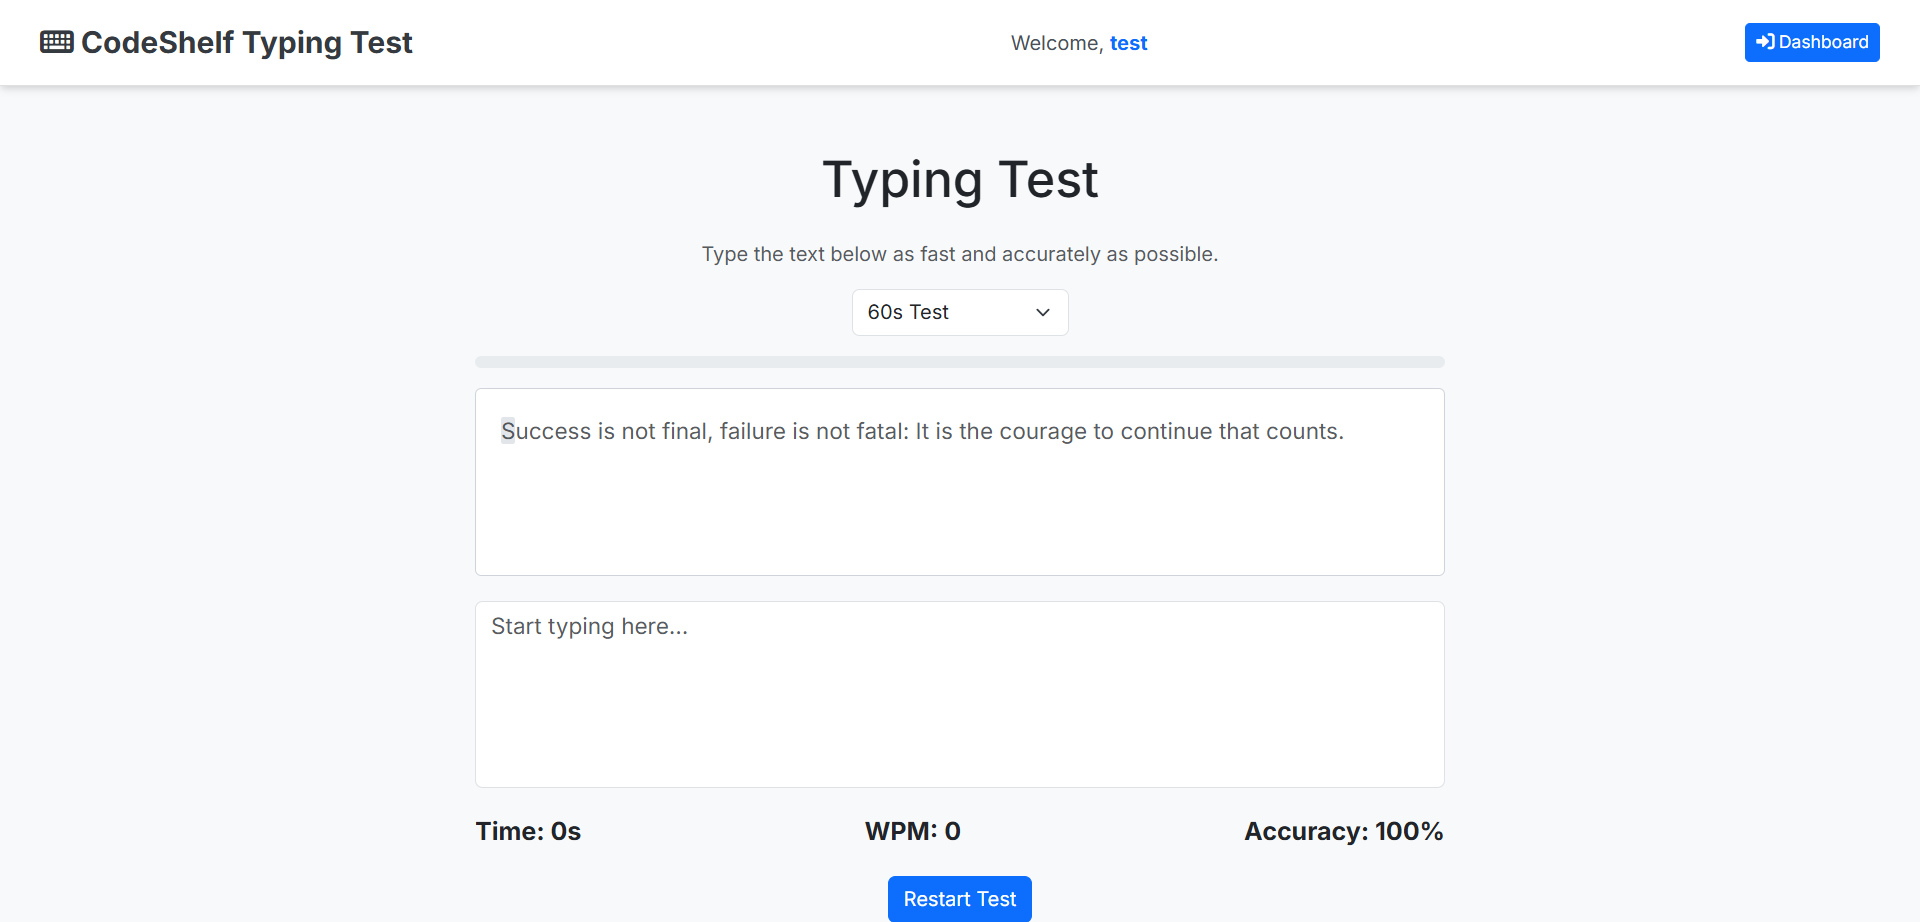 CodeShelf Typing Test
Welcome, test
Dashboard
Typing Test
Type the text below as fast and accurately as possible.
60s Test
Success is not final, failure is not fatal: It is the courage to continue that counts.
Start typing here...
Time: 0s
WPM: 0
Accuracy: 100%
Restart Test